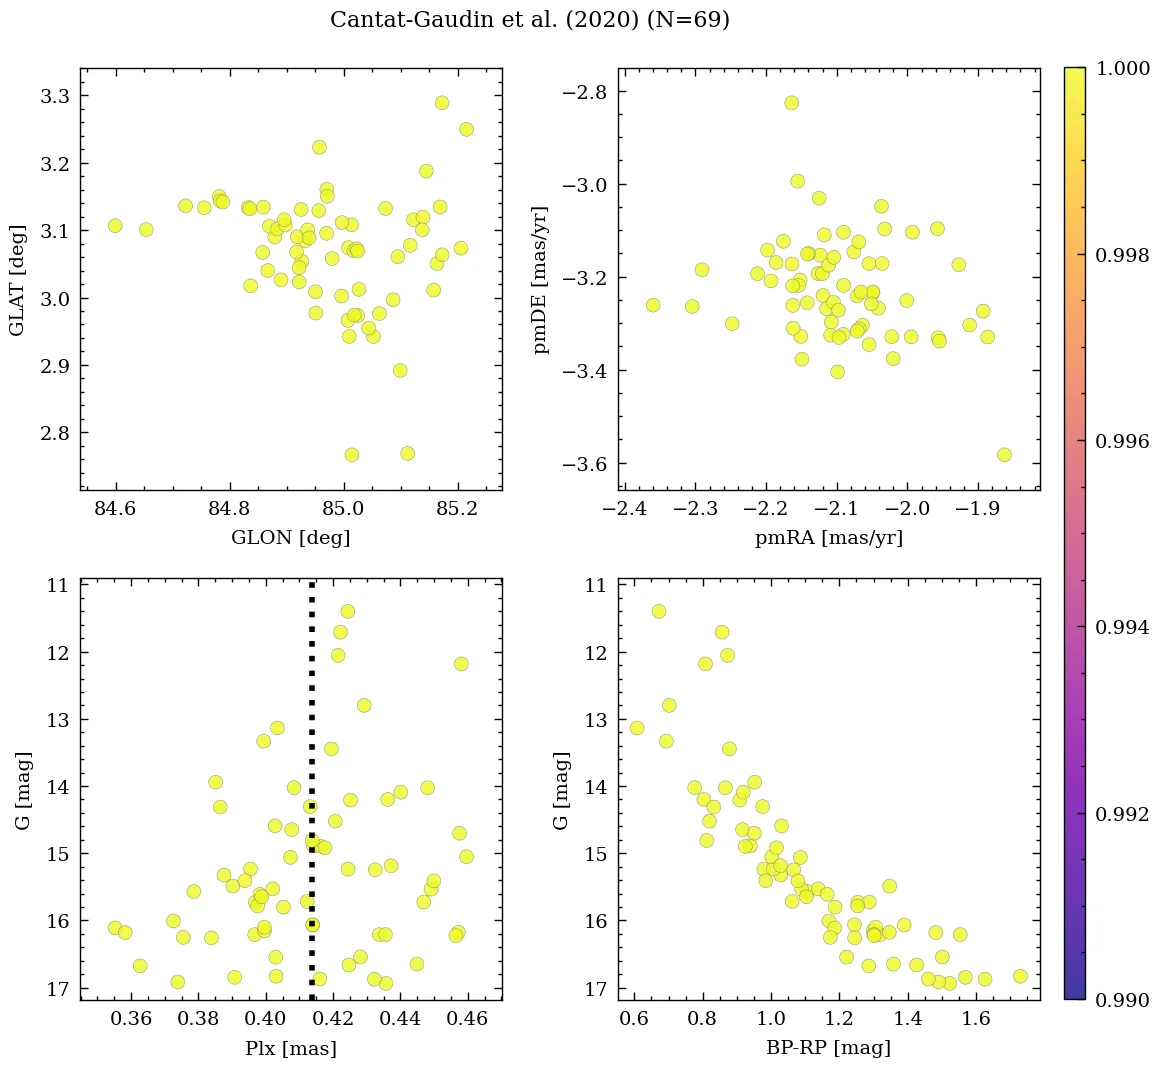 Cantat-Gaudin et al. (2020) (N=69)
3.3
3.2
3.1
3.0
2.9
2.8
GLAT [deg]
84.6 84.8 85.0 85.2
GLON [deg]
−2.8
−3.0
−3.2
−3.4
−3.6
pmDE [mas/yr]
−2.4 −2.3 −2.2 −2.1 −2.0 −1.9
pmRA [mas/yr]
11
12
13
14
15
16
17
G [mag]
0.36 0.38 0.40 0.42 0.44 0.46
Plx [mas]
11
12
13
14
15
16
17
G [mag]
0.6 0.8 1.0 1.2 1.4 1.6
BP-RP [mag]
1.000
0.998
0.996
0.994
0.992
0.990